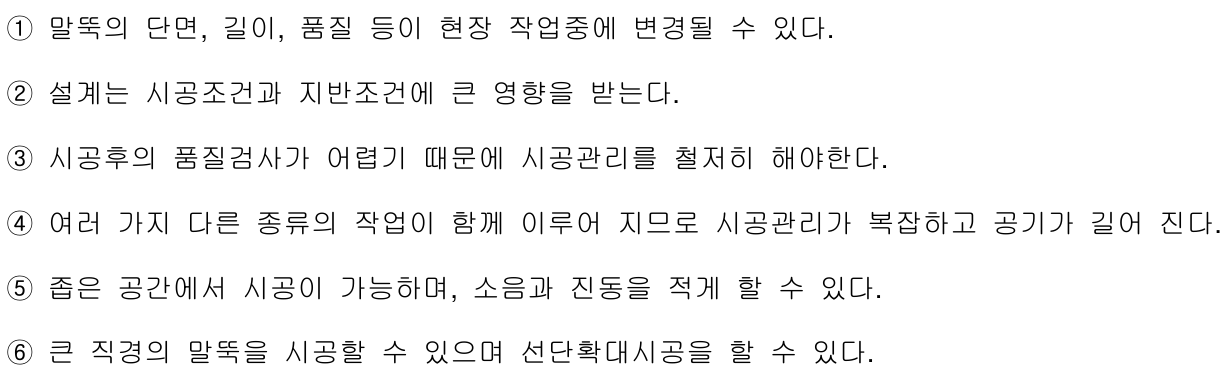 ① 말뚝의 단면, 길이, 품질 등이 현장 작업중에 변경될 수 있다.
② 설계는 시공조건과 지반조건에 큰 영향을 받는다.
③ 시공후의 품질검사가 어렵기 때문에 시공관리를 철저히 해야한다.
④ 여러 가지 다른 종류의 작업이 함께 이루어 지므로 시공관리가 복잡하고 공기가 길어 진다.
⑤ 좁은 공간에서 시공이 가능하며, 소음과 진동을 적게 할 수 있다.
⑥ 큰 직경의 말뚝을 시공할 수 있으며 선단확대시공을 할 수 있다.